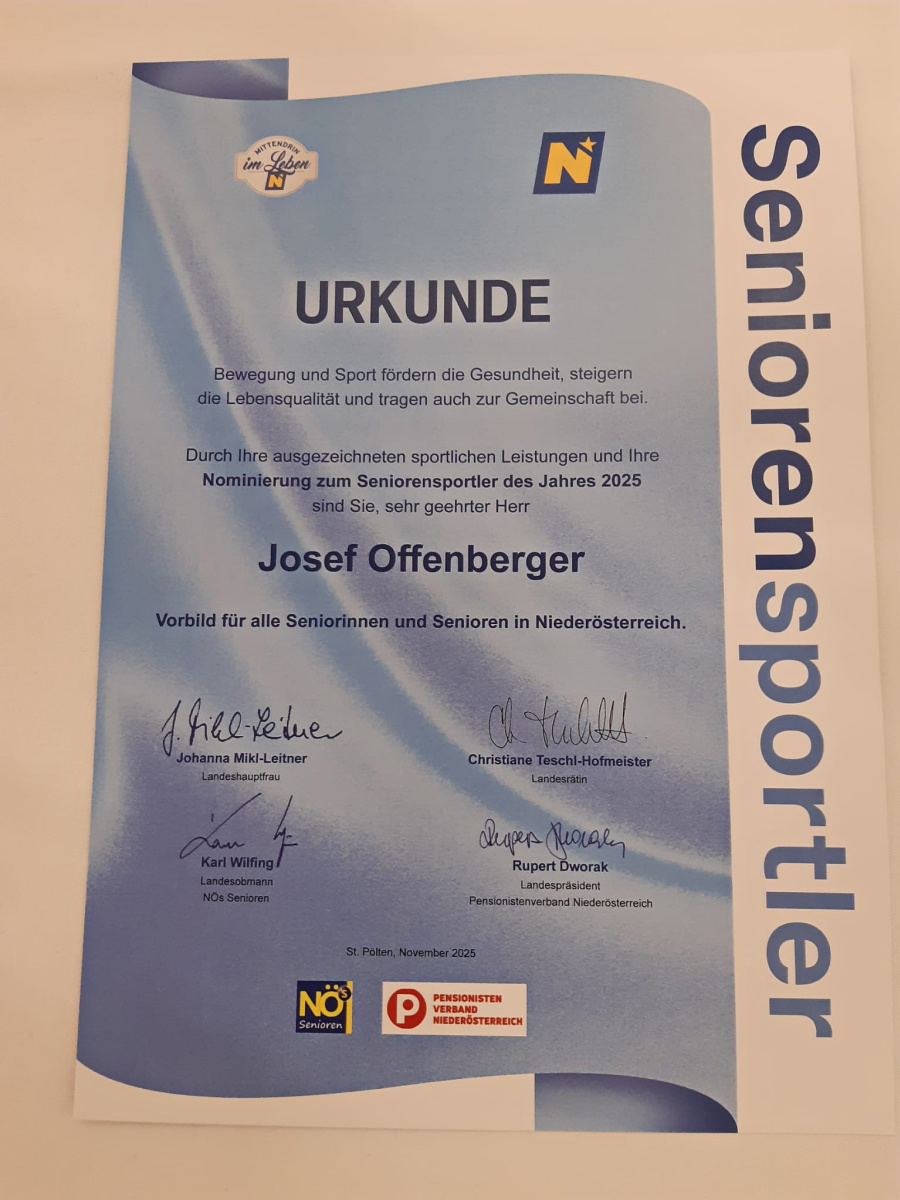 MITTENDRIN
im Leben
N
N
URKUNDE
Bewegung und Sport fördern die Gesundheit, steigern
die Lebensqualität und tragen auch zur Gemeinschaft bei.
Durch Ihre ausgezeichneten sportlichen Leistungen und Ihre
Nominierung zum Seniorensportler des Jahres 2025
sind Sie, sehr geehrter Herr
Josef Offenberger
Vorbild für alle Seniorinnen und Senioren in Niederösterreich.
J. Mikl-Leitner
Johanna Mikl-Leitner
Landeshauptfrau
Christiane Teschl-Hofmeister
Landesrätin
Karl Wilfing
Landesobmann
NÖs Senioren
Rupert Dworak
Landespräsident
Pensionistenverband Niederösterreich
St. Pölten, November 2025
NÖs
Senioren
P
PENSIONISTEN
VERBAND
NIEDERÖSTERREICH
Seniorensportler